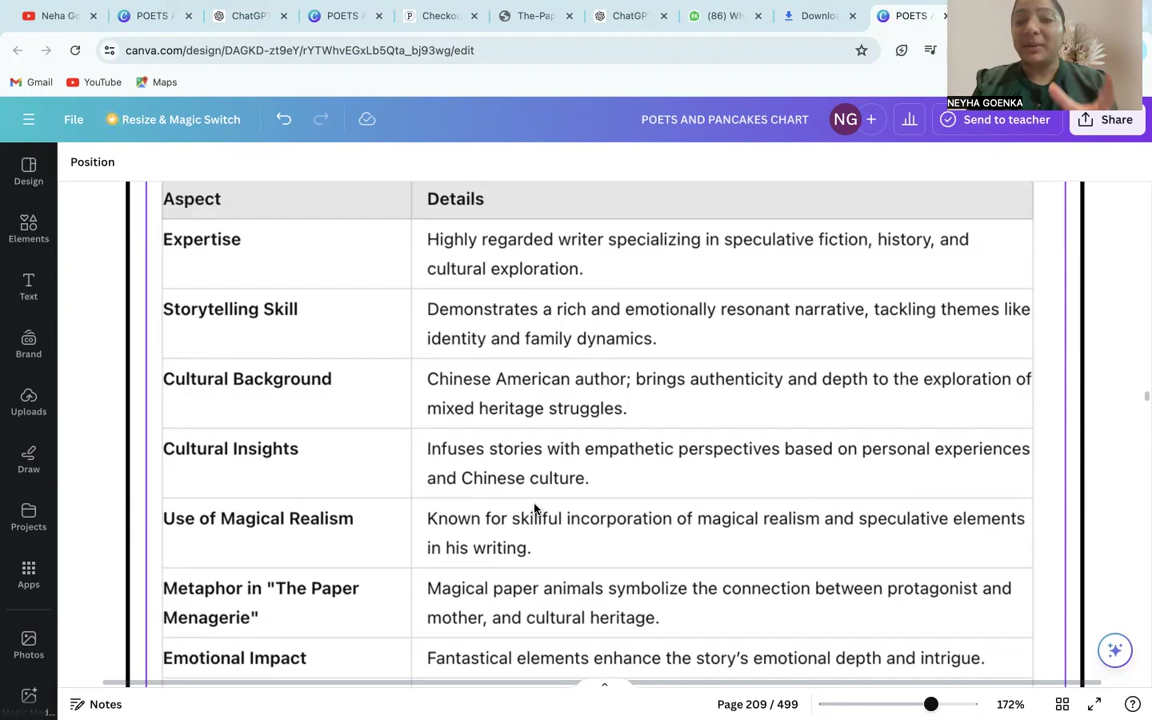 Neha Go
POETS A
ChatGP
POETS A
Checkou
The-Pap
ChatGP
(86) Wh
Downloa
POETS A
canva.com/design/DAGKD-zt9eY/rYTWhvEGxLb5Qta_bj93wg/edit
Gmail
YouTube
Maps
NEYHA GOENKA
File
Resize & Magic Switch
POETS AND PANCAKES CHART
NG
Send to teacher
Share
Design
Elements
Text
Brand
Uploads
Draw
Projects
Apps
Photos
Position
Aspect Details
Expertise Highly regarded writer specializing in speculative fiction, history, and
cultural exploration.
Storytelling Skill Demonstrates a rich and emotionally resonant narrative, tackling themes like
identity and family dynamics.
Cultural Background Chinese American author; brings authenticity and depth to the exploration of
mixed heritage struggles.
Cultural Insights Infuses stories with empathetic perspectives based on personal experiences
and Chinese culture.
Use of Magical Realism Known for skillful incorporation of magical realism and speculative elements
in his writing.
Metaphor in "The Paper Magical paper animals symbolize the connection between protagonist and
Menagerie" mother, and cultural heritage.
Emotional Impact Fantastical elements enhance the story's emotional depth and intrigue.
Notes
Page 209 / 499
172%